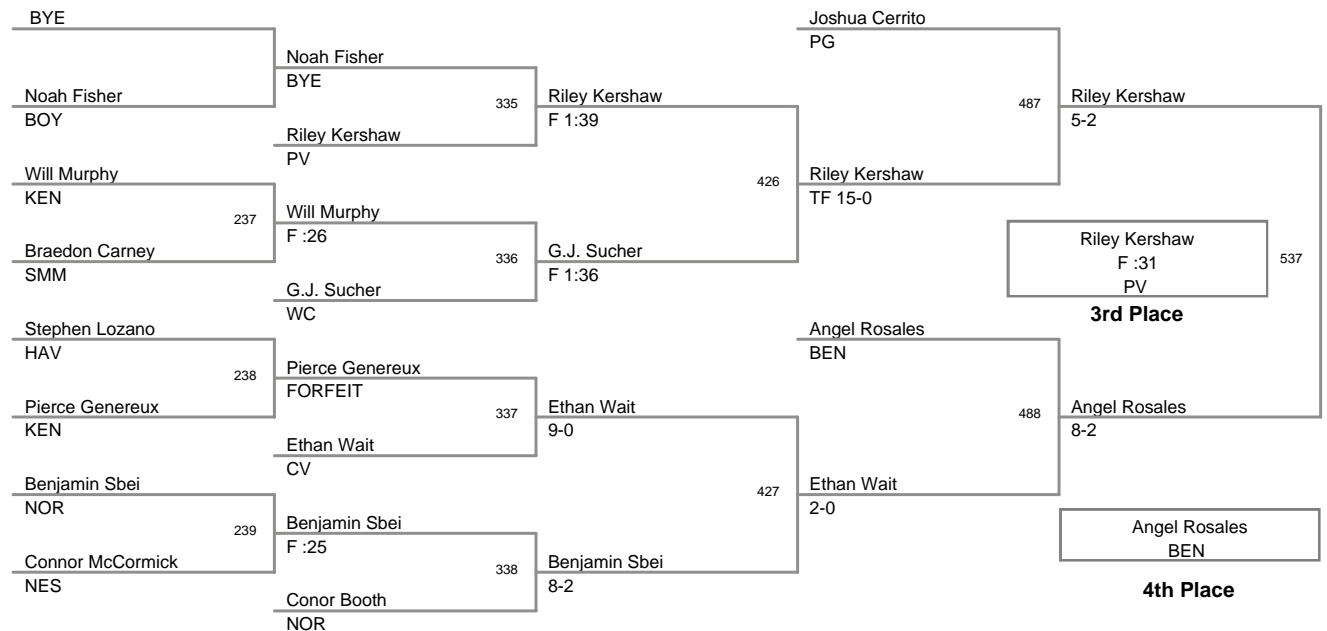 BYE
Noah Fisher
BOY
Will Murphy
KEN
237
Braedon Carney
SMM
Stephen Lozano
HAV
238
Pierce Genereux
KEN
Benjamin Sbei
NOR
239
Connor McCormick
NES
Noah Fisher
BYE
335
Riley Kershaw
PV
Will Murphy
F :26
336
G.J. Sucher
WC
Pierce Genereux
FORFEIT
337
Ethan Wait
CV
Benjamin Sbei
F :25
338
Conor Booth
NOR
Riley Kershaw
F 1:39
426
G.J. Sucher
F 1:36
Ethan Wait
9-0
427
Benjamin Sbei
8-2
Joshua Cerrito
PG
487
Riley Kershaw
TF 15-0
Angel Rosales
BEN
488
Ethan Wait
2-0
Riley Kershaw
5-2
537
Angel Rosales
8-2
Riley Kershaw
F :31
PV
3rd Place
Angel Rosales
BEN
4th Place